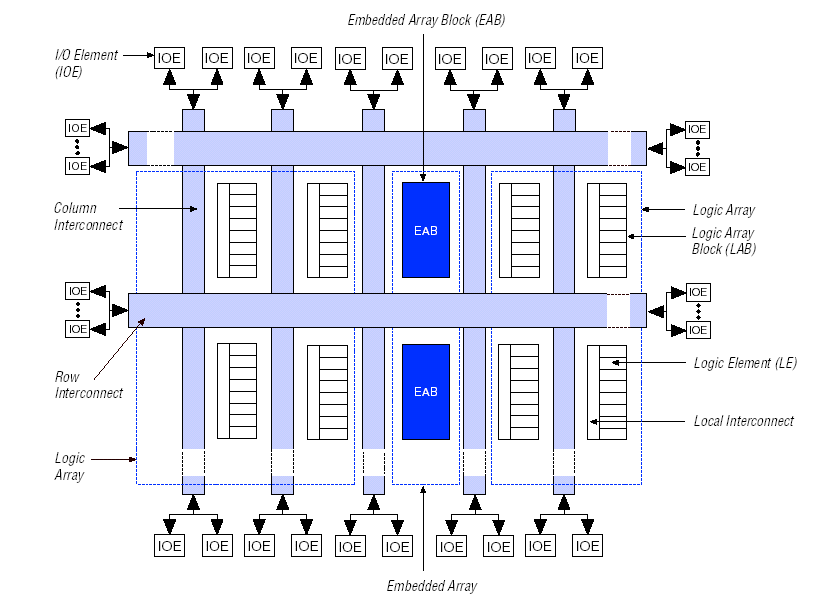 Embedded Array Block (EAB)
I/O Element
(IOE)
IOE IOE IOE IOE IOE IOE IOE IOE IOE IOE
IOE IOE
IOE IOE
Column
Interconnect
EAB
Logic Array
Logic Array
Block (LAB)
IOE IOE
IOE IOE
Row
Interconnect
EAB
Logic Element (LE)
Local Interconnect
Logic
Array
IOE IOE IOE IOE IOE IOE IOE IOE IOE IOE
Embedded Array